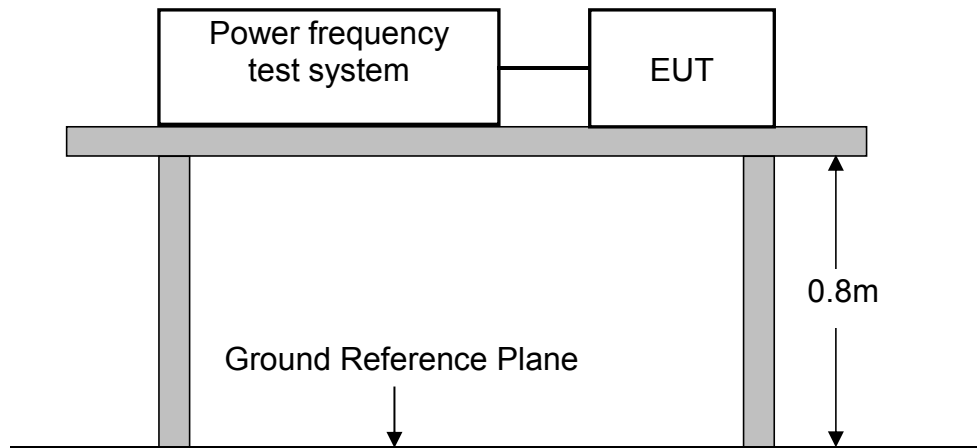 Power frequency
test system
EUT
0.8m
Ground Reference Plane